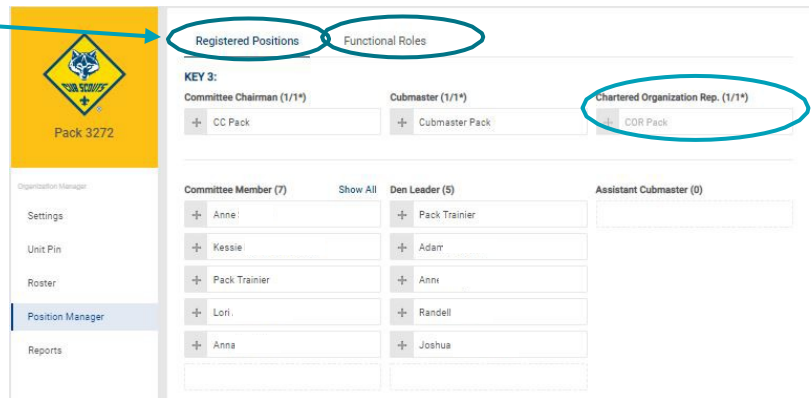 CUB SCOUTS
Pack 3272
Organization Manager
Settings
Unit Pin
Roster
Position Manager
Reports
Registered Positions
Functional Roles
KEY 3:
Committee Chairman (1/1*)
CC Pack
Cubmaster (1/1*)
Cubmaster Pack
Chartered Organization Rep. (1/1*)
COR Pack
Committee Member (7)
Show All
Anne
Kessie
Pack Trainier
Lori
Anna
Den Leader (5)
Pack Trainier
Adam
Anne
Randell
Joshua
Assistant Cubmaster (0)